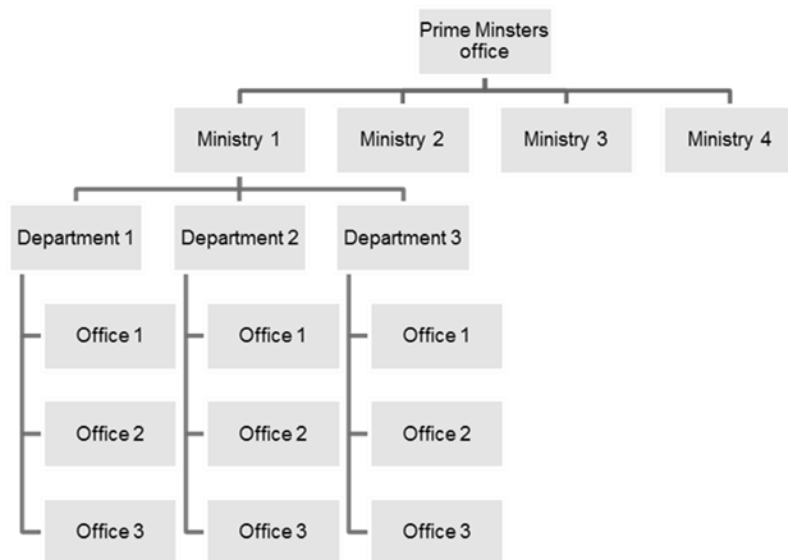 Prime Minsters
office
Ministry 1
Ministry 2
Ministry 3
Ministry 4
Department 1
Department 2
Department 3
Office 1
Office 1
Office 1
Office 2
Office 2
Office 2
Office 3
Office 3
Office 3